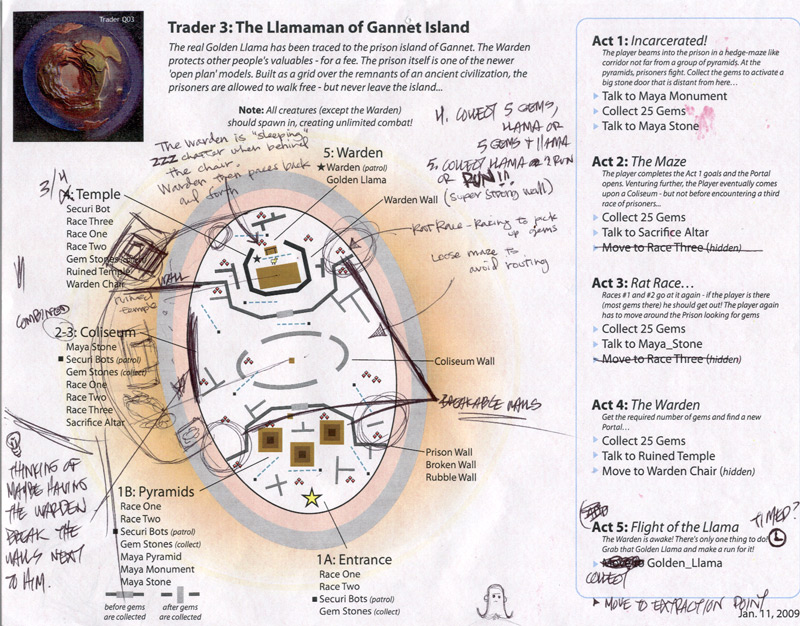 Trader Q03
Trader 3: The Llamaman of Gannet Island
The real Golden Llama has been traced to the prison island of Gannet. The Warden
protects other people's valuables - for a fee. The prison itself is one of the newer
'open plan' models. Built as a grid over the remnants of an ancient civilization, the
prisoners are allowed to walk free - but never leave the island...
Note: All creatures (except the Warden)
should spawn in, creating unlimited combat!
The Warden is "sleeping"
ZZZ chatter when behind
the chair.
Warden then paces back
and forth
4. COLLECT 5 GEMS,
LLAMA OR
5 GEMS + LLAMA
5. COLLECT LLAMA & RUN
OR RUN!!
(super strong wall)
5: Warden
★ Warden (patrol)
Golden Llama
Warden Wall
Rat Race - Racing to pick
up gems
Loose maze to
avoid routing
3/4
4: Temple
Securi Bot
Race Three
Race One
Race Two
Gem Stones
Ruined Temple
Warden Chair
WALL
ruined
temple
COMBINED
2-3: Coliseum
Maya Stone
■ Securi Bots (patrol)
Gem Stones (collect)
Race One
Race Two
Race Three
Sacrifice Altar
Coliseum Wall
BREAKABLE WALLS
Prison Wall
Broken Wall
Rubble Wall
THINKING OF
MAYBE HAVING
THE WARDEN
BREAK THE
WALLS NEXT
TO HIM.
1B: Pyramids
Race One
Race Two
■ Securi Bots (patrol)
Gem Stones (collect)
Maya Pyramid
Maya Monument
Maya Stone
before gems
are collected
after gems
are collected
1A: Entrance
Race One
Race Two
■ Securi Bots (patrol)
Gem Stones (collect)
Act 1: Incarcerated!
The player beams into the prison in a hedge-maze like
corridor not far from a group of pyramids. At the
pyramids, prisoners fight. Collect the gems to activate a
big stone door that is distant from here…
Talk to Maya Monument
Collect 25 Gems
Talk to Maya Stone
Act 2: The Maze
The player completes the Act 1 goals and the Portal
opens. Venturing further, the Player eventually comes
upon a Coliseum - but not before encountering a third
race of prisoners...
Collect 25 Gems
Talk to Sacrifice Altar
Move to Race Three (hidden)
Act 3: Rat Race…
Races #1 and #2 go at it again - if the player is there
(most gems there) he should get out! The player again
has to move around the Prison looking for gems
Collect 25 Gems
Talk to Maya_Stone
Move to Race Three (hidden)
Act 4: The Warden
Get the required number of gems and find a new
Portal…
Collect 25 Gems
Talk to Ruined Temple
Move to Warden Chair (hidden)
TIMED?
Act 5: Flight of the Llama
The Warden is awake! There's only one thing to do!
Grab that Golden Llama and make a run for it!
Golden_Llama
COLLECT
MOVE TO EXTRACTION POINT
Jan. 11, 2009